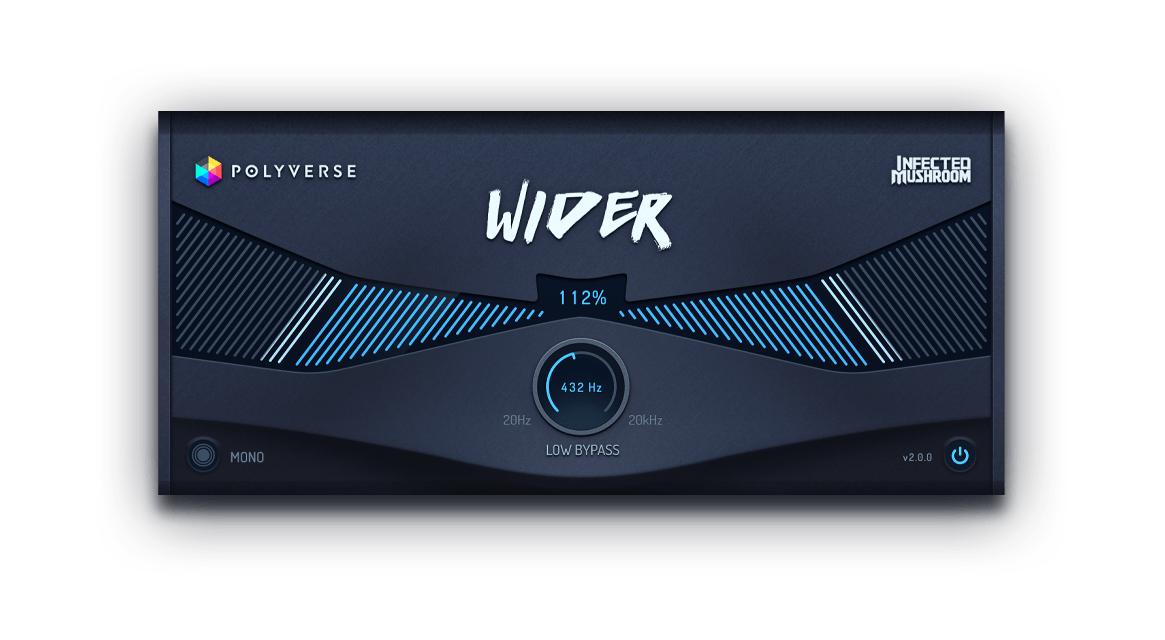 POLYVERSE
INFECTED
MUSHROOM
WIDER
112%
432 Hz
20Hz
20kHz
LOW BYPASS
MONO
v2.0.0